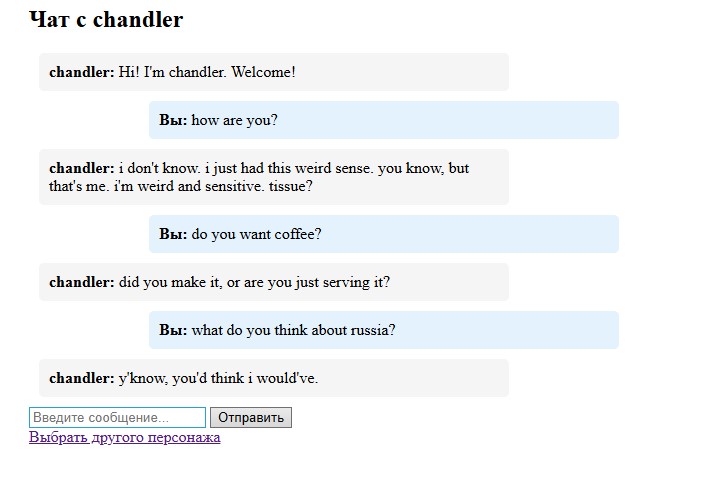 Чат с chandler
chandler: Hi! I'm chandler. Welcome!
Вы: how are you?
chandler: i don't know. i just had this weird sense. you know, but
that's me. i'm weird and sensitive. tissue?
Вы: do you want coffee?
chandler: did you make it, or are you just serving it?
Вы: what do you think about russia?
chandler: y'know, you'd think i would've.
Введите сообщение... Отправить
Выбрать другого персонажа